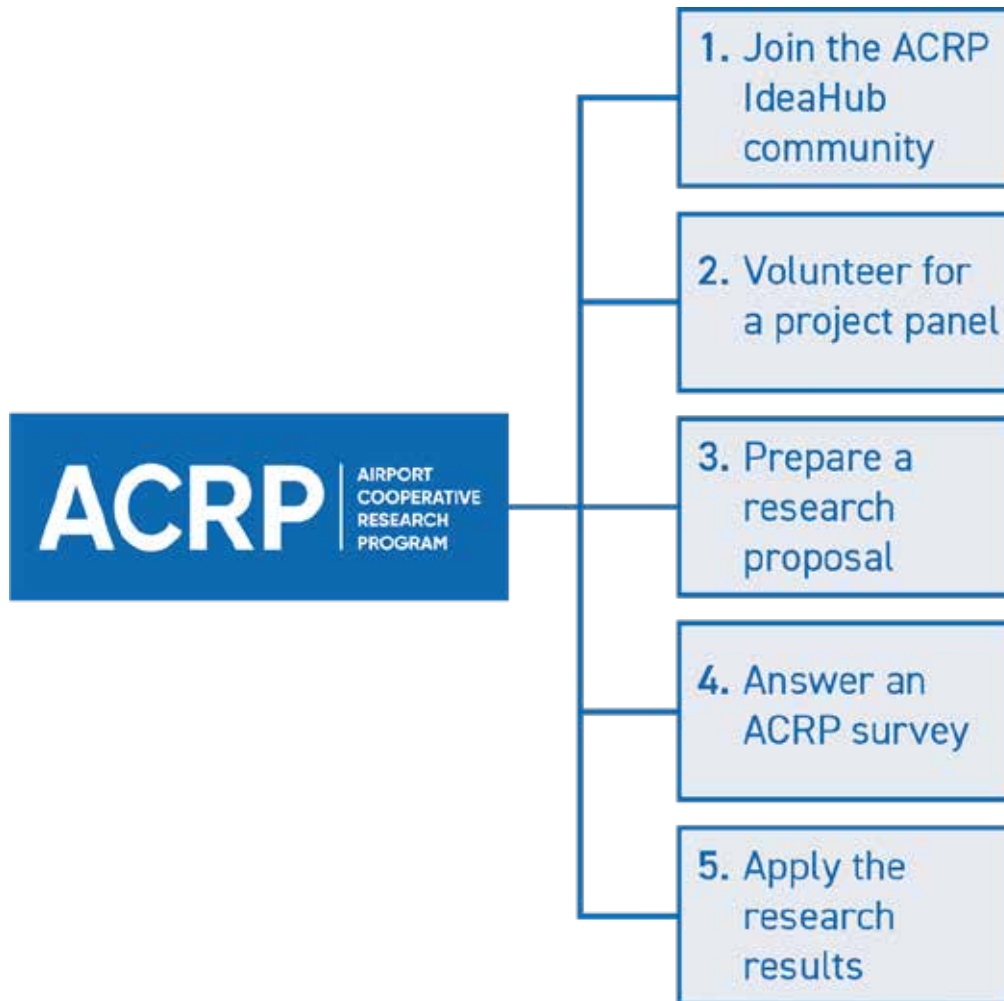 ACRP
AIRPORT
COOPERATIVE
RESEARCH
PROGRAM
1. Join the ACRP
IdeaHub
community
2. Volunteer for
a project panel
3. Prepare a
research
proposal
4. Answer an
ACRP survey
5. Apply the
research
results